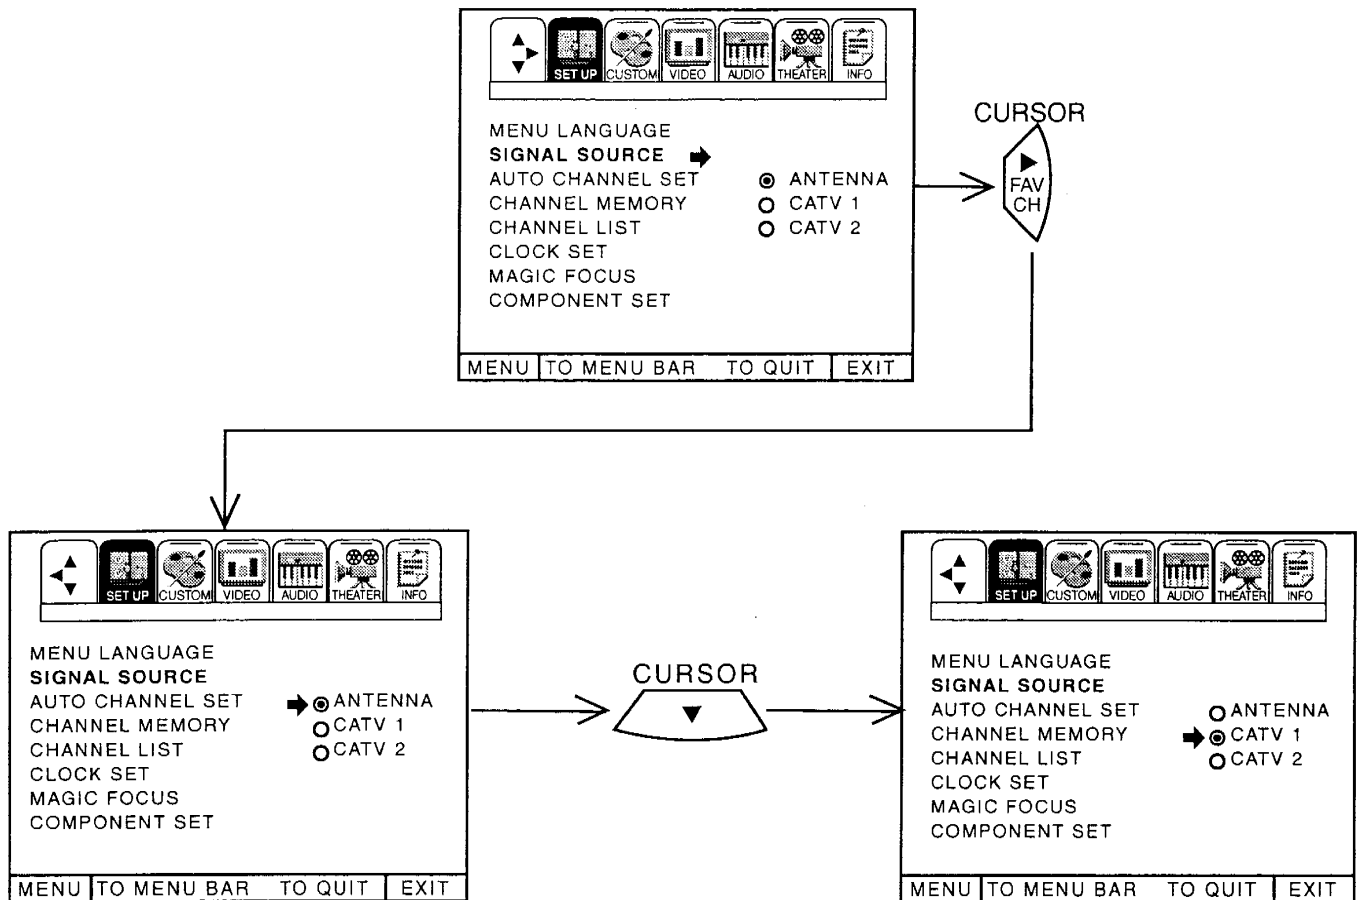 SET UP CUSTOM VIDEO AUDIO THEATER INFO
MENU LANGUAGE
SIGNAL SOURCE
AUTO CHANNEL SET
CHANNEL MEMORY
CHANNEL LIST
CLOCK SET
MAGIC FOCUS
COMPONENT SET
ANTENNA
CATV 1
CATV 2
MENU TO MENU BAR TO QUIT EXIT
CURSOR
FAV
CH
SET UP CUSTOM VIDEO AUDIO THEATER INFO
MENU LANGUAGE
SIGNAL SOURCE
AUTO CHANNEL SET
CHANNEL MEMORY
CHANNEL LIST
CLOCK SET
MAGIC FOCUS
COMPONENT SET
ANTENNA
CATV 1
CATV 2
MENU TO MENU BAR TO QUIT EXIT
CURSOR
SET UP CUSTOM VIDEO AUDIO THEATER INFO
MENU LANGUAGE
SIGNAL SOURCE
AUTO CHANNEL SET
CHANNEL MEMORY
CHANNEL LIST
CLOCK SET
MAGIC FOCUS
COMPONENT SET
ANTENNA
CATV 1
CATV 2
MENU TO MENU BAR TO QUIT EXIT